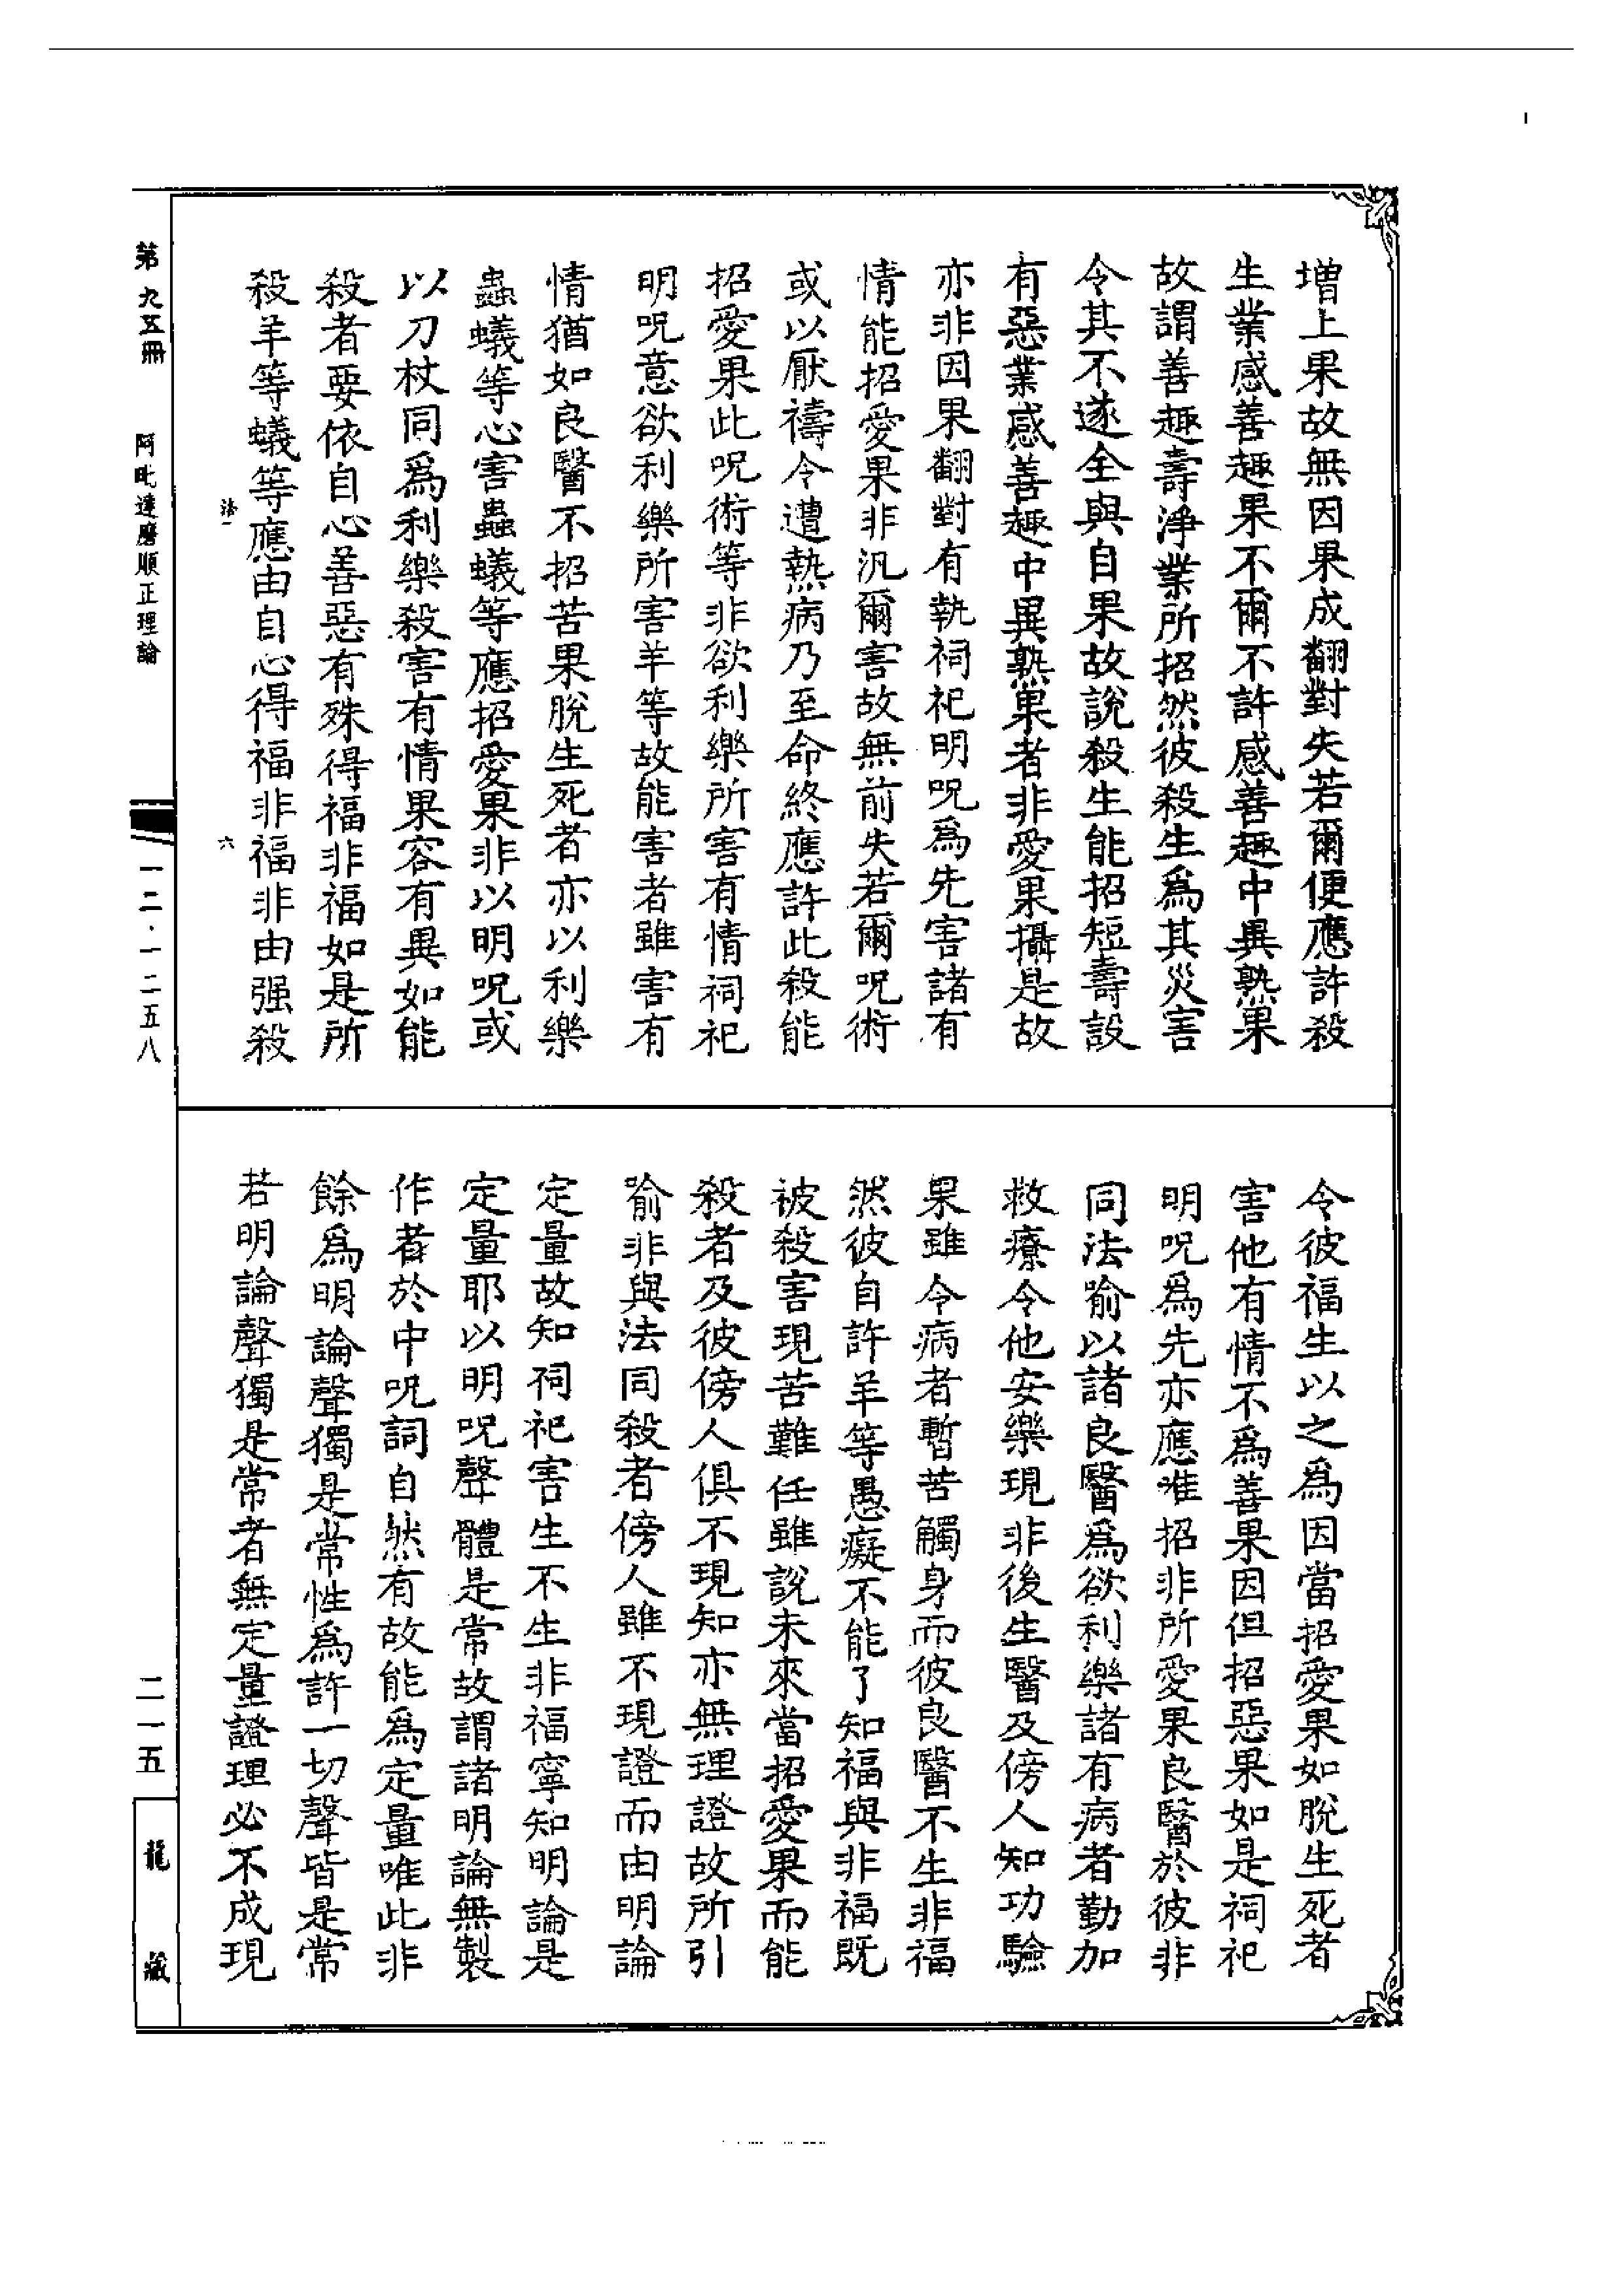 增上果故無因果成翻對失若爾便應許殺
生業感善趣果不爾不許感善趣中異熟果
故謂善趣壽淨業所招然彼殺生爲其災害
令其不遂全與自果故說殺生能招短壽設
有惡業感善趣中異熟果者非愛果攝是故
亦非因果翻對有執祠祀明呪爲先害諸有
情能招愛果非汎爾害故無前失若爾呪術
或以厭禱令遭熱病乃至命終應許此殺能
招愛果此呪術等非欲利樂所害有情祠祀
明呪意欲利樂所害羊等故能害者雖害有
情猶如良醫不招苦果脫生死者亦以利樂
蟲蟻等心害蟲蟻等應招愛果非以明呪或
以刀杖同爲利樂殺害有情果容有異如能
殺者要依自心善惡有殊得福非福如是所
殺羊等蟻等應由自心得福非福非由强殺
令彼福生以之爲因當招愛果如脫生死者
害他有情不爲善果因但招惡果如是祠祀
明呪爲先亦應唯招非所愛果良醫於彼非
同法喻以諸良醫爲欲利樂諸有病者勤加
救療令他安樂現非後生醫及傍人知功驗
果雖令病者暫苦觸身而彼良醫不生非福
然彼自許羊等愚癡不能了知福與非福既
被殺害現苦難任雖說未來當招愛果而能
殺者及彼傍人俱不現知亦無理證故所引
喻非與法同殺者傍人雖不現證而由明論
定量故知祠祀害生不生非福寧知明論是
定量耶以明呪聲體是常故謂諸明論無製
作者於中呪詞自然有故能爲定量唯此非
餘爲明論聲獨是常性爲許一切聲皆是常
若明論聲獨是常者無定量證理必不成現
第九五冊
阿毗達磨順正理論
六
一二·一二五八
二一五
龍藏